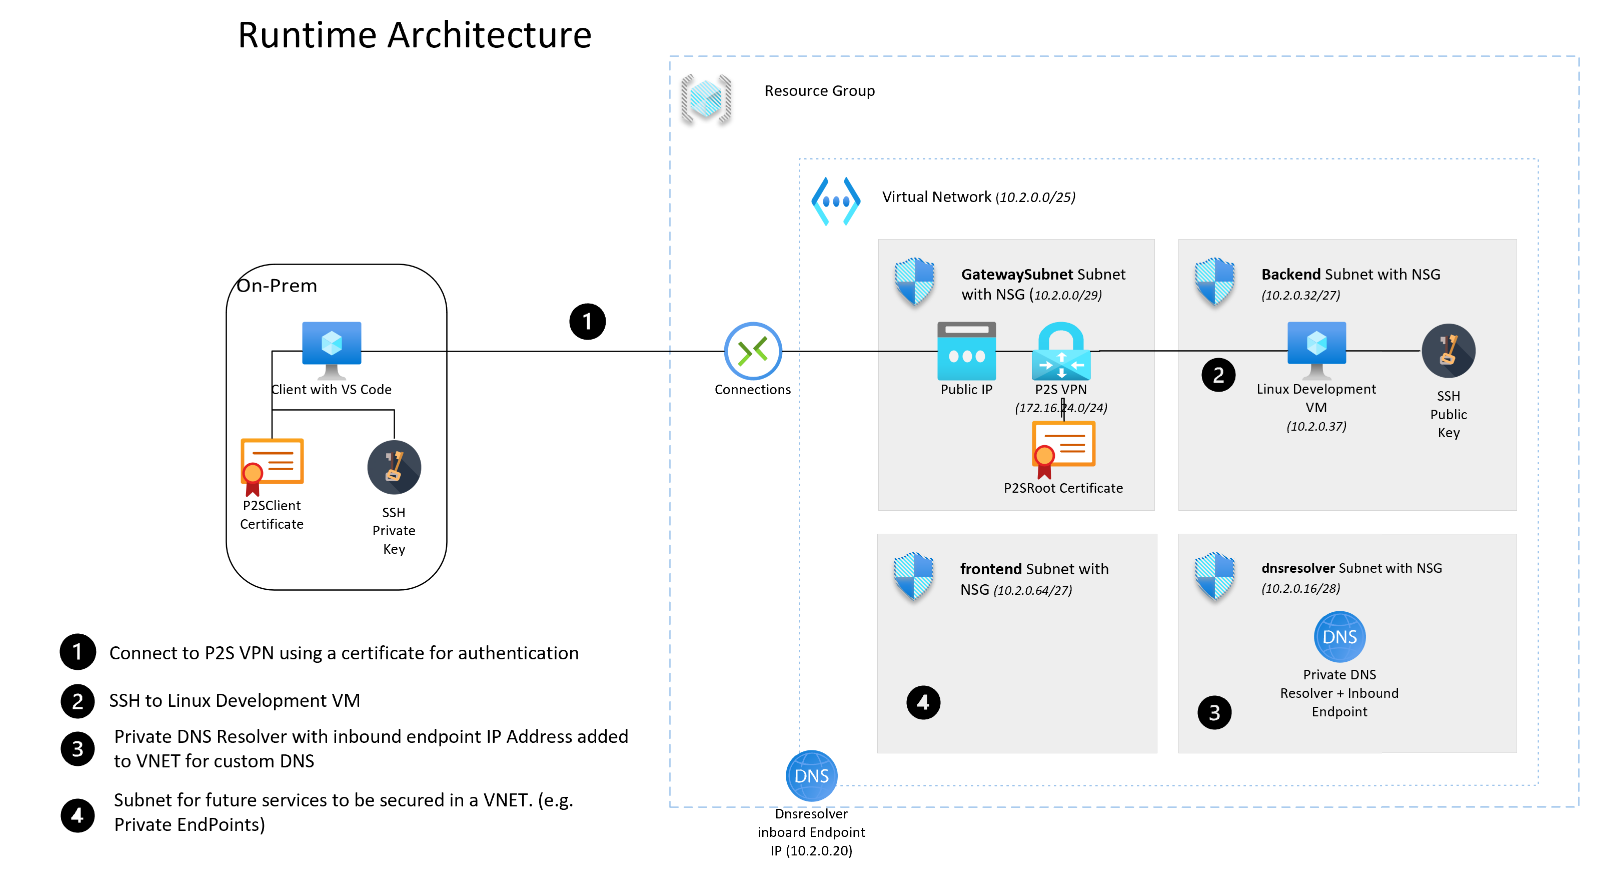 Runtime Architecture
Resource Group
Virtual Network (10.2.0.0/25)
GatewaySubnet Subnet
with NSG (10.2.0.0/29)
Backend Subnet with NSG
(10.2.0.32/27)
On-Prem
1
Client with VS Code
Connections
Public IP
P2S VPN
(172.16.24.0/24)
2
Linux Development
VM
(10.2.0.37)
SSH
Public
Key
P2SClient
Certificate
SSH
Private
Key
P2SRoot Certificate
frontend Subnet with
NSG (10.2.0.64/27)
4
dnsresolver Subnet with NSG
(10.2.0.16/28)
DNS
Private DNS
Resolver + Inbound
Endpoint
3
1 Connect to P2S VPN using a certificate for authentication
2 SSH to Linux Development VM
3 Private DNS Resolver with inbound endpoint IP Address added
to VNET for custom DNS
4 Subnet for future services to be secured in a VNET. (e.g.
Private EndPoints)
DNS
Dnsresolver
inboard Endpoint
IP (10.2.0.20)